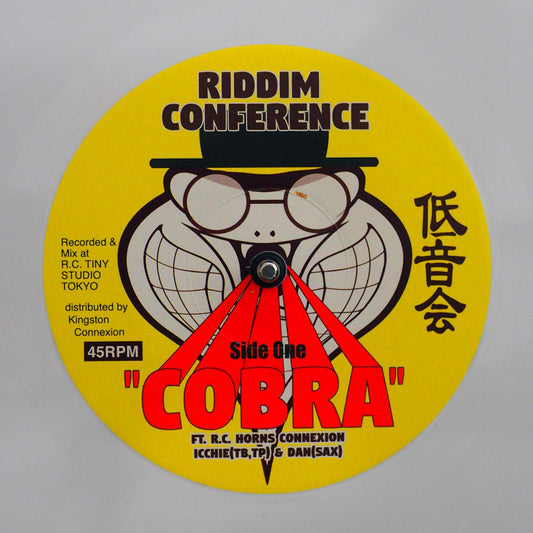 RIDDIM
CONFERENCE
低音会
Recorded &
Mix at
R.C. TINY
STUDIO
TOKYO
distributed by
Kingston
Connexion
45RPM
Side One
"COBRA"
FT. R.C. HORNS CONNEXION
ICCHIE(TB,TP) & DAN(SAX)